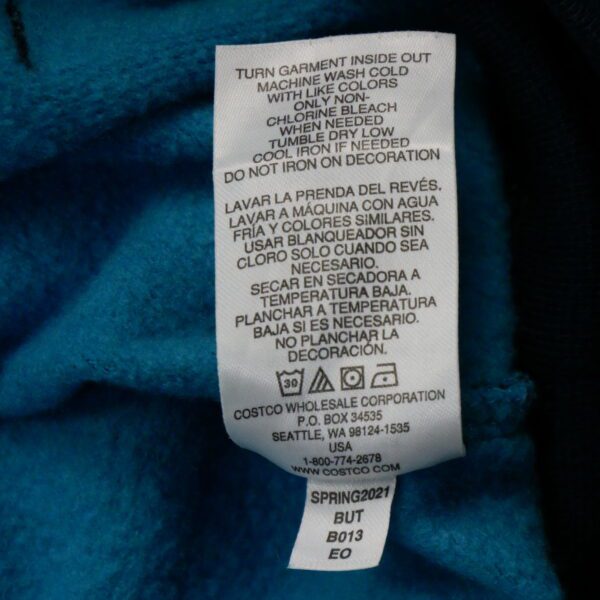 TURN GARMENT INSIDE OUT
MACHINE WASH COLD
WITH LIKE COLORS
ONLY NON-
CHLORINE BLEACH
WHEN NEEDED
TUMBLE DRY LOW
COOL IRON IF NEEDED
DO NOT IRON ON DECORATION
LAVAR LA PRENDA DEL REVÉS.
LAVAR A MÁQUINA CON AGUA
FRÍA Y COLORES SIMILARES.
USAR BLANQUEADOR SIN
CLORO SOLO CUANDO SEA
NECESARIO.
SECAR EN SECADORA A
TEMPERATURA BAJA.
PLANCHAR A TEMPERATURA
BAJA SI ES NECESARIO.
NO PLANCHAR LA
DECORACIÓN.
30
COSTCO WHOLESALE CORPORATION
P.O. BOX 34535
SEATTLE, WA 98124-1535
USA
1-800-774-2678
WWW.COSTCO.COM
SPRING2021
BUT
B013
EO